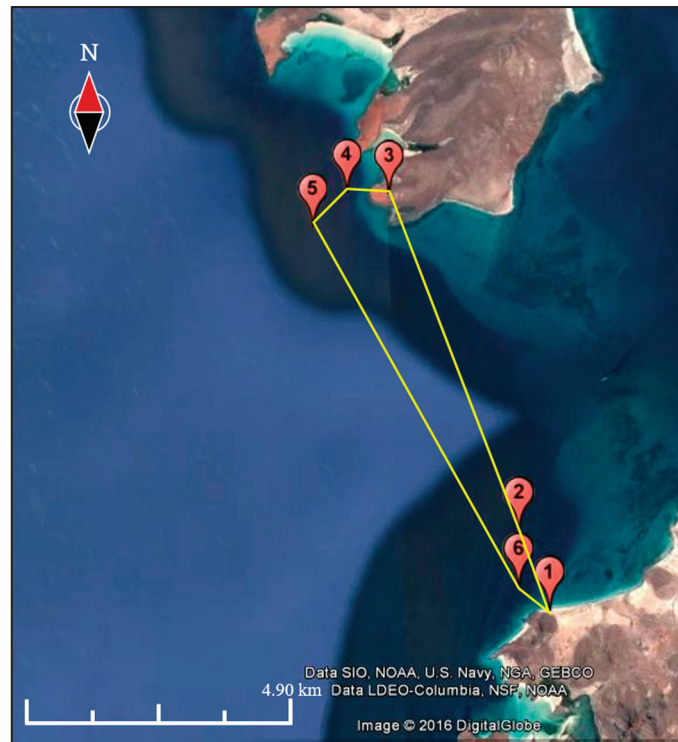 N
4
3
5
2
6
1
Data SIO, NOAA, U.S. Navy, NGA, GEBCO
4.90 km
Data LDEO-Columbia, NSF, NOAA
Image © 2016 DigitalGlobe